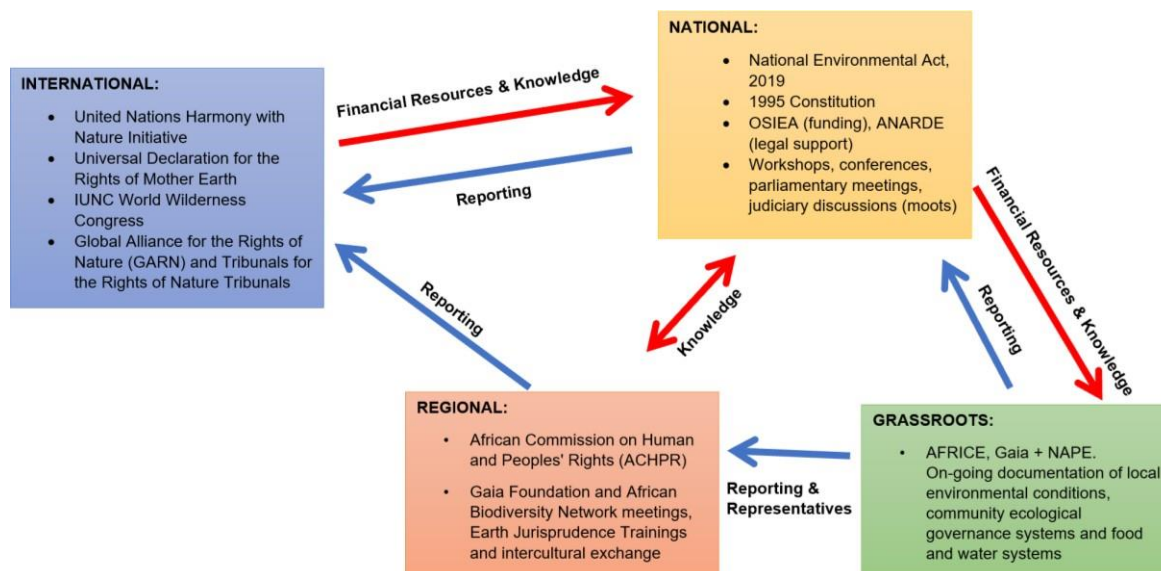 INTERNATIONAL:
• United Nations Harmony with
Nature Initiative
• Universal Declaration for the
Rights of Mother Earth
• IUNC World Wilderness
Congress
• Global Alliance for the Rights of
Nature (GARN) and Tribunals for
the Rights of Nature Tribunals
Financial Resources & Knowledge
Reporting
NATIONAL:
• National Environmental Act,
2019
• 1995 Constitution
• OSIEA (funding), ANARDE
(legal support)
• Workshops, conferences,
parliamentary meetings,
judiciary discussions (moots)
Financial Resources & Knowledge
Reporting
Knowledge
Reporting
REGIONAL:
• African Commission on Human
and Peoples' Rights (ACHPR)
• Gaia Foundation and African
Biodiversity Network meetings,
Earth Jurisprudence Trainings
and intercultural exchange
Reporting &
Representatives
GRASSROOTS:
• AFRICE, Gaia + NAPE.
On-going documentation of local
environmental conditions,
community ecological
governance systems and food
and water systems